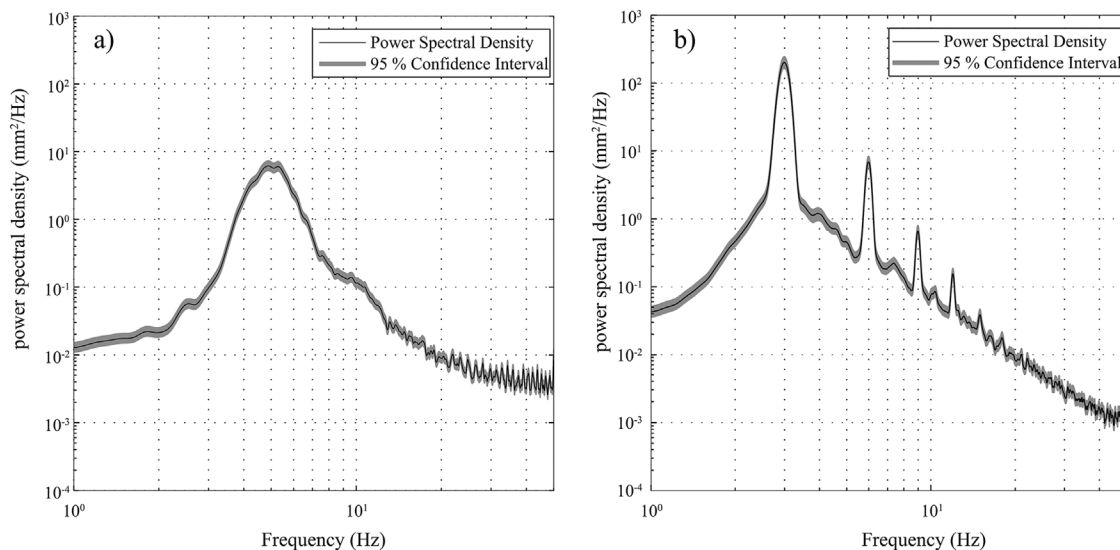 a)
Power Spectral Density
95 % Confidence Interval
10³
10²
10¹
10⁰
10⁻¹
10⁻²
10⁻³
10⁻⁴
power spectral density (mm²/Hz)
10⁰
10¹
Frequency (Hz)
b)
Power Spectral Density
95 % Confidence Interval
10³
10²
10¹
10⁰
10⁻¹
10⁻²
10⁻³
10⁻⁴
power spectral density (mm²/Hz)
10⁰
10¹
Frequency (Hz)